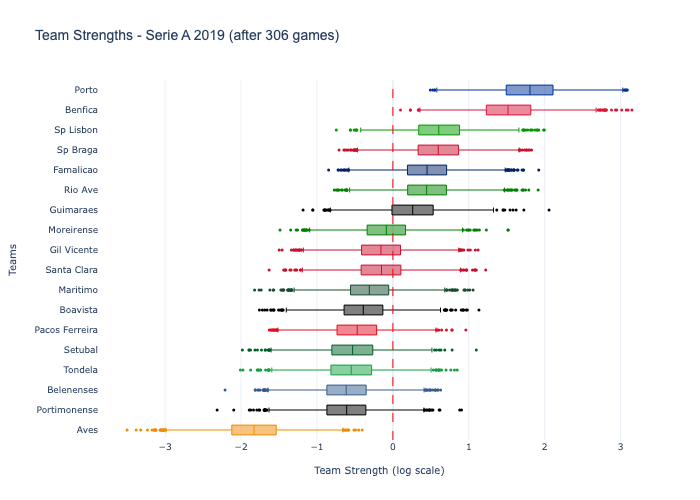 Team Strengths - Serie A 2019 (after 306 games)
Porto
Benfica
Sp Lisbon
Sp Braga
Famalicao
Rio Ave
Guimaraes
Moreirense
Gil Vicente
Santa Clara
Maritimo
Boavista
Pacos Ferreira
Setubal
Tondela
Belenenses
Portimonense
Aves
Teams
−3 −2 −1 0 1 2 3
Team Strength (log scale)